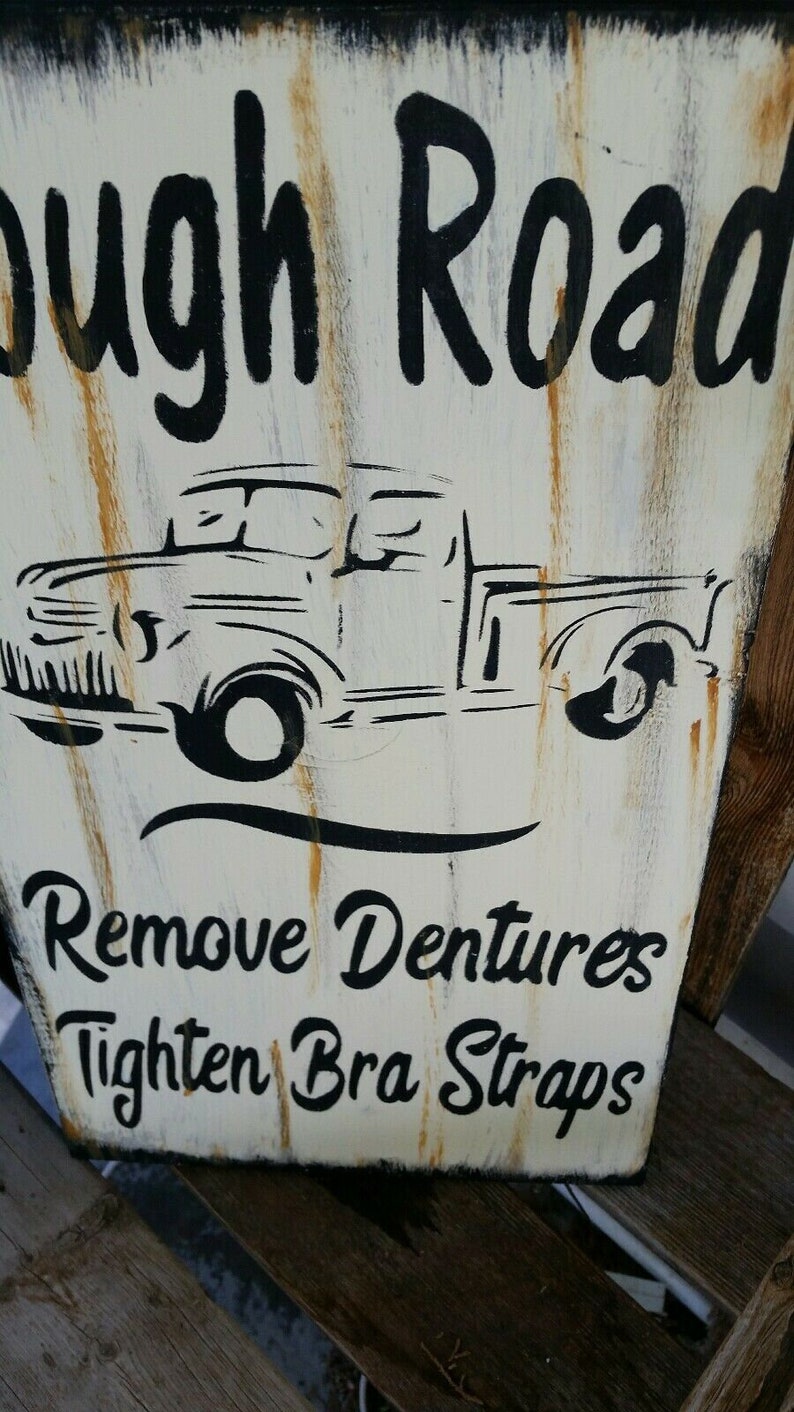 ough Road
Remove Dentures
Tighten Bra Straps